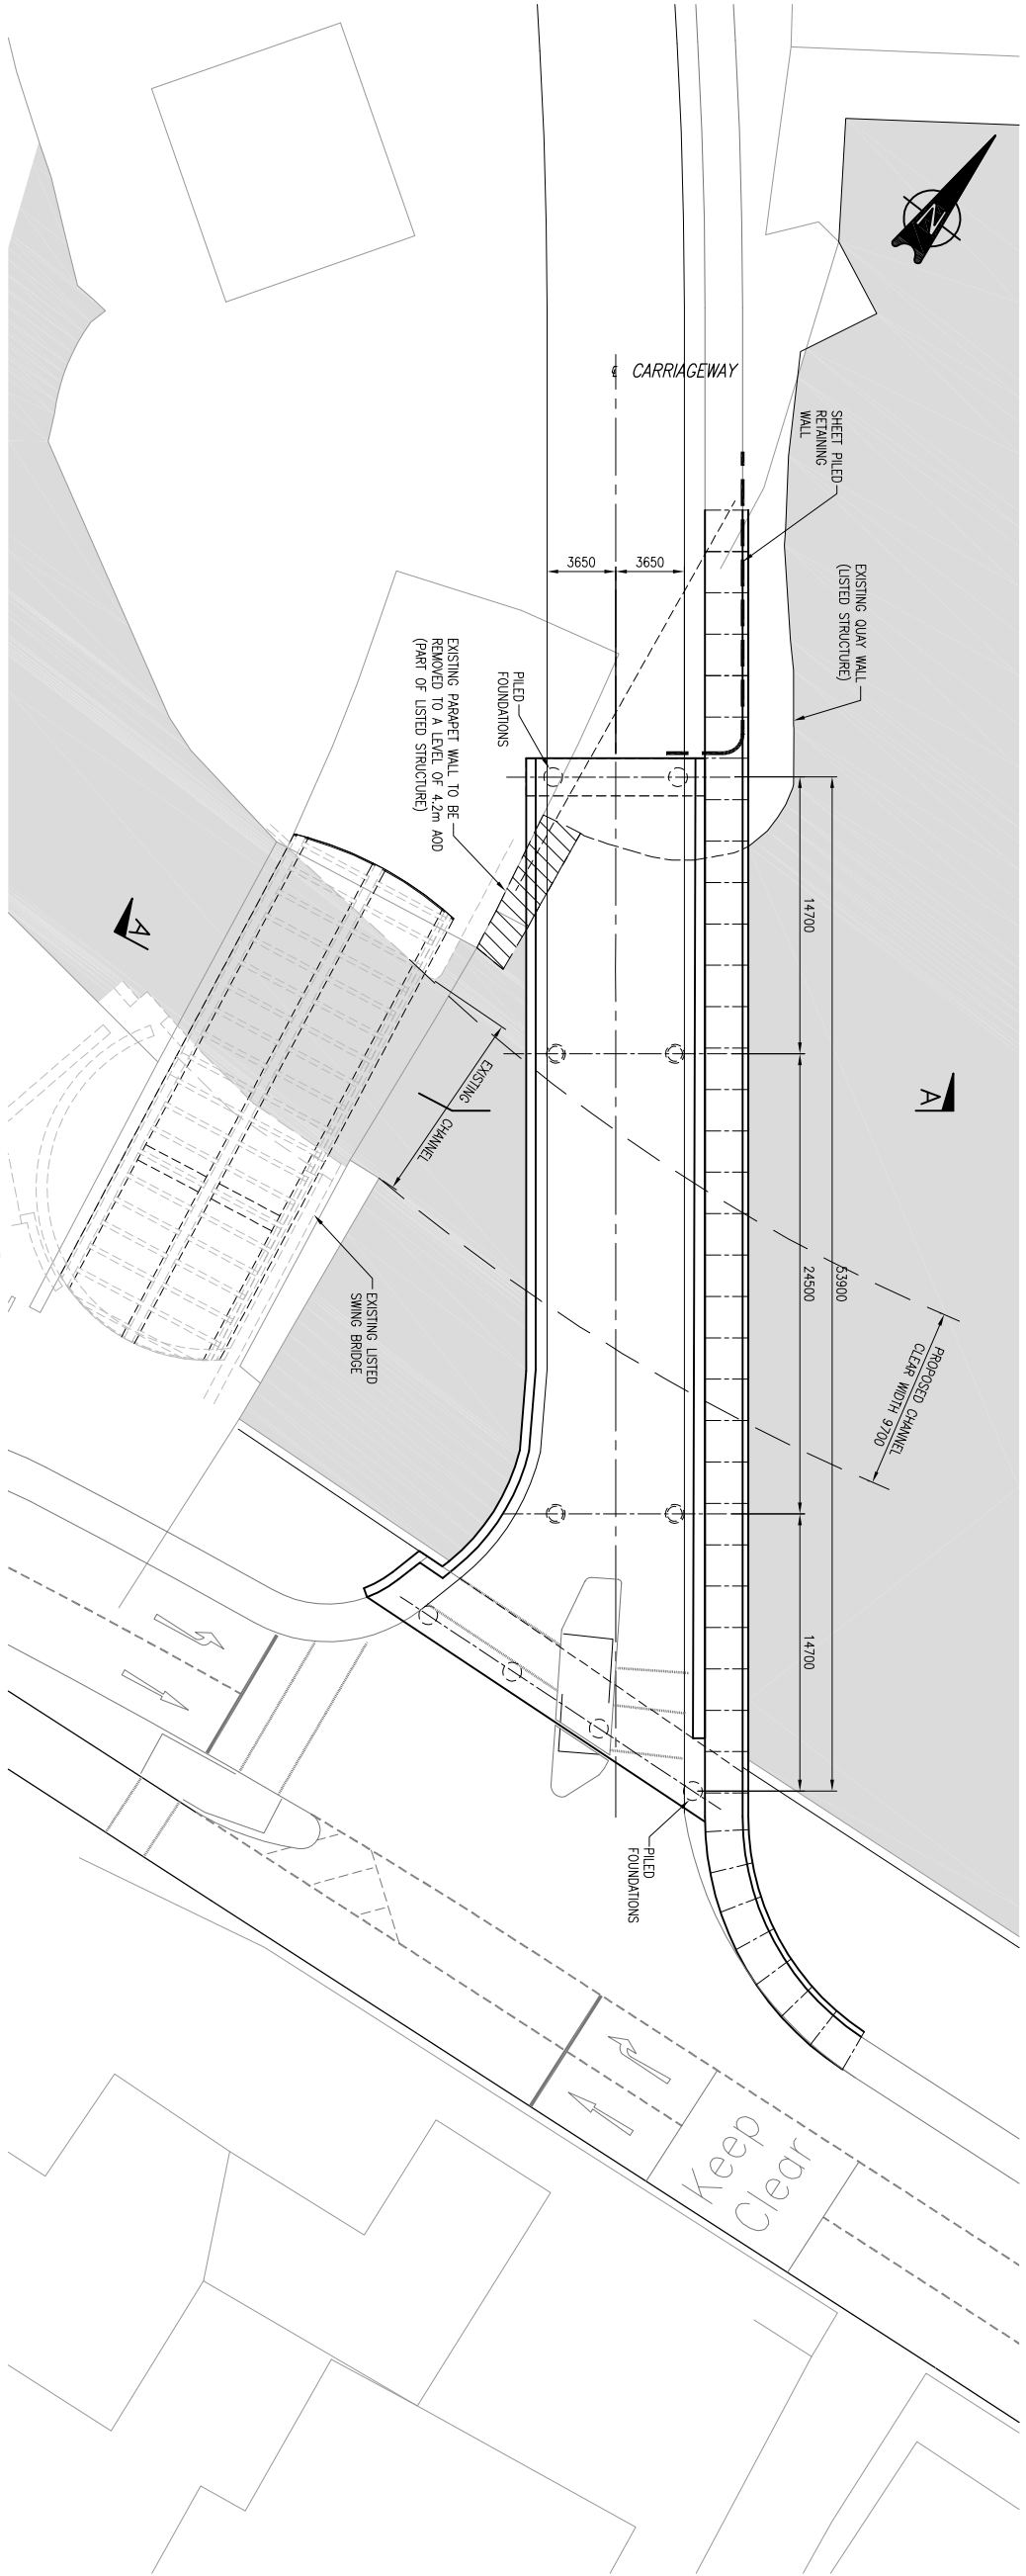 N
℄ CARRIAGEWAY
SHEET PILED
RETAINING
WALL
EXISTING QUAY WALL
(LISTED STRUCTURE)
3650
3650
EXISTING PARAPET WALL TO BE
REMOVED TO A LEVEL OF 4.2m AOD
(PART OF LISTED STRUCTURE)
PILED
FOUNDATIONS
14700
A
A
EXISTING
CHANNEL
53900
24500
EXISTING LISTED
SWING BRIDGE
PROPOSED CHANNEL
CLEAR WIDTH 9700
14700
PILED
FOUNDATIONS
Keep
Clear